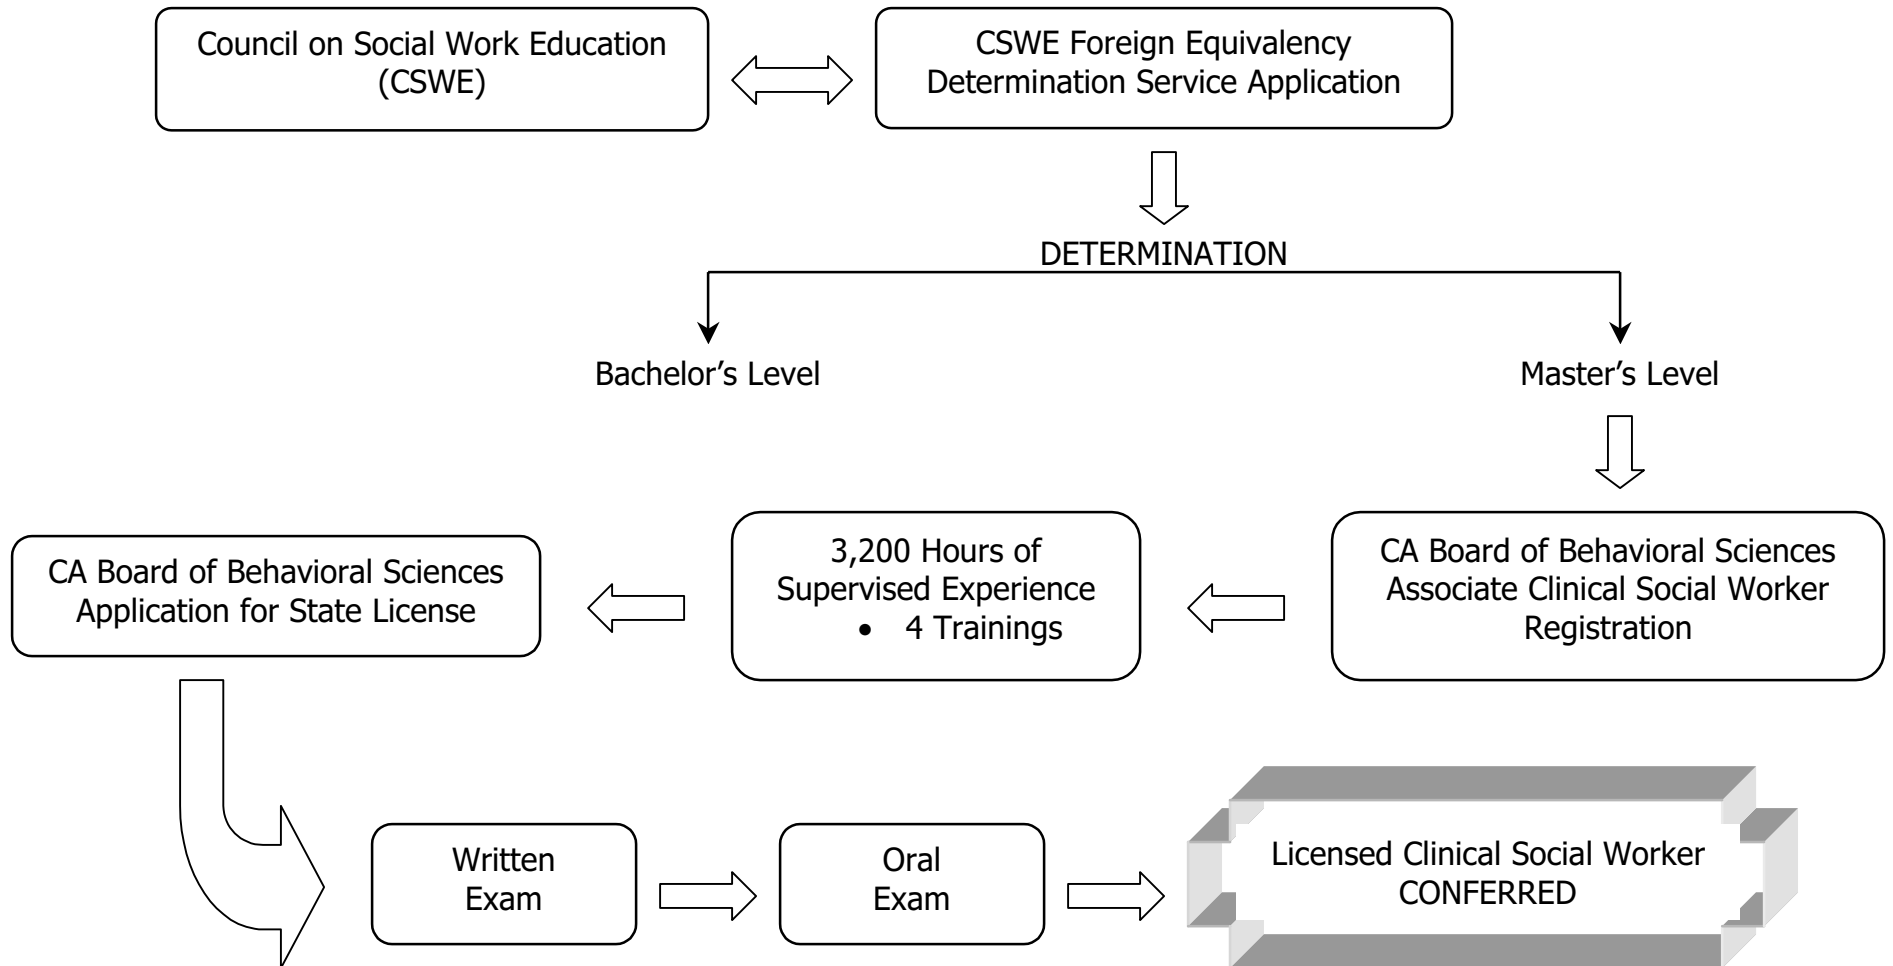 Council on Social Work Education
(CSWE)
CSWE Foreign Equivalency
Determination Service Application
DETERMINATION
Bachelor’s Level
Master’s Level
CA Board of Behavioral Sciences
Application for State License
3,200 Hours of
Supervised Experience
• 4 Trainings
CA Board of Behavioral Sciences
Associate Clinical Social Worker
Registration
Written
Exam
Oral
Exam
Licensed Clinical Social Worker
CONFERRED